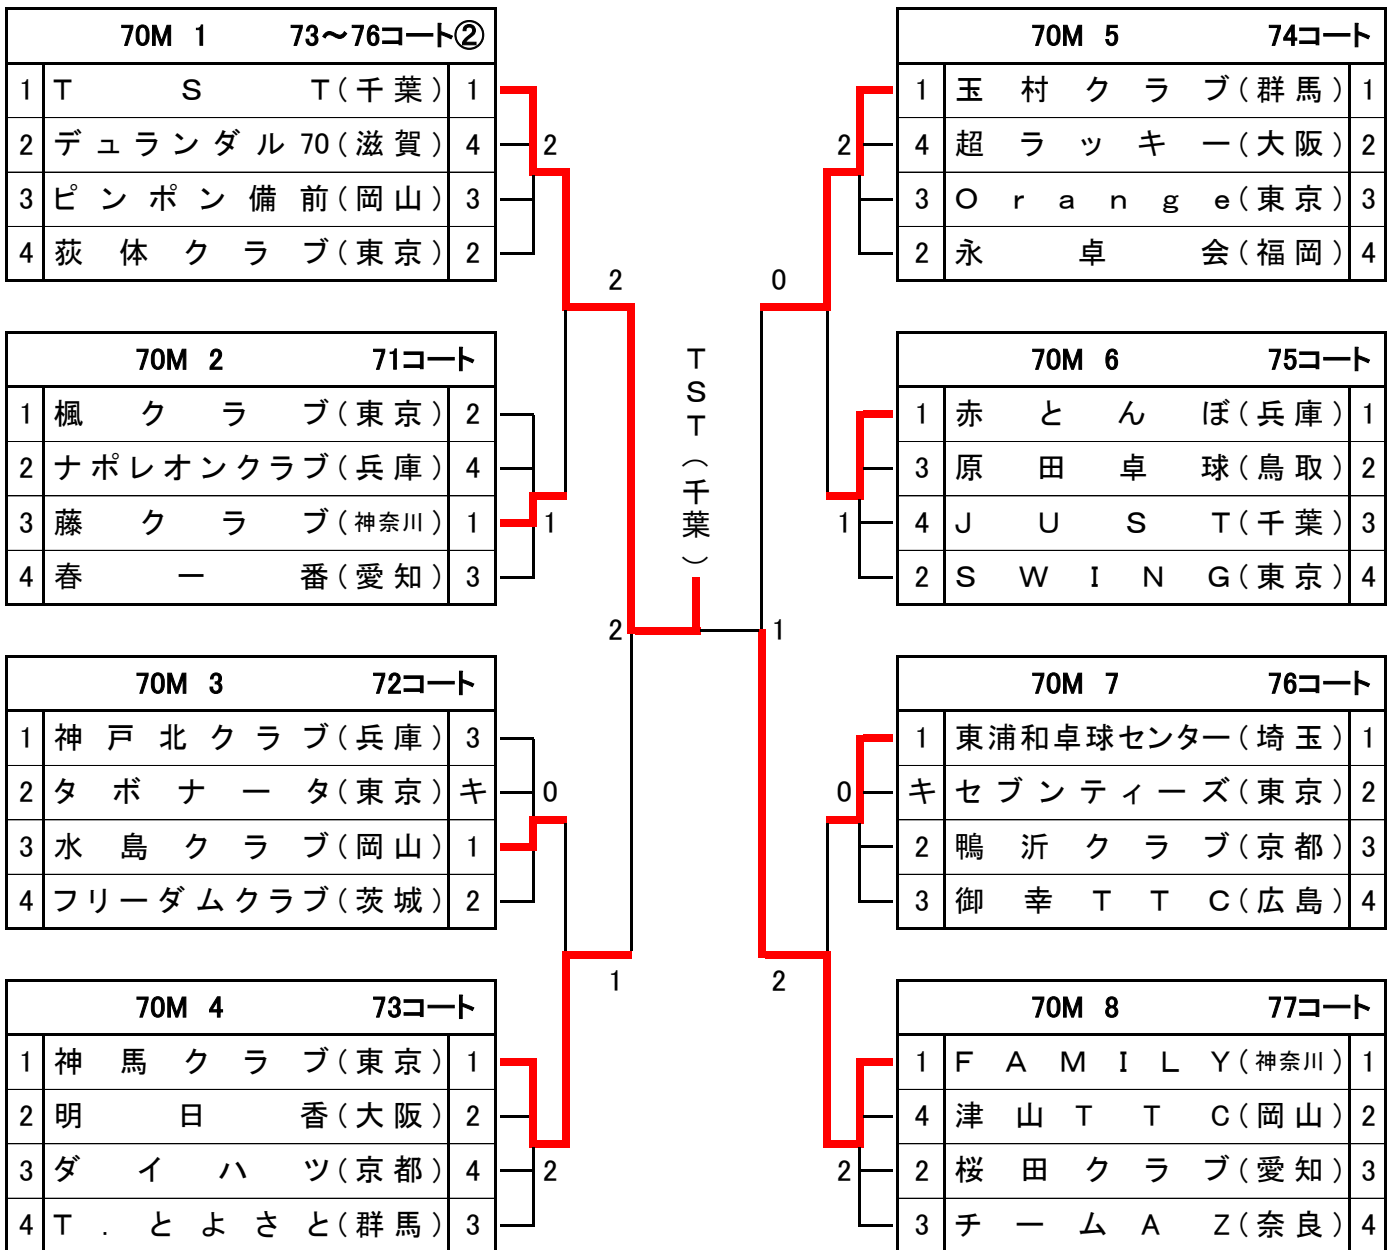 70M 1 73～76コート②
1 TST(千葉) 1
2 デュランダル70(滋賀) 4
3 ピンポン備前(岡山) 3
4 荻体クラブ(東京) 2
2
70M 2 71コート
1 楓クラブ(東京) 2
2 ナポレオンクラブ(兵庫) 4
3 藤クラブ(神奈川) 1
4 春一番(愛知) 3
1
70M 3 72コート
1 神戸北クラブ(兵庫) 3
2 タボナータ(東京) キ
3 水島クラブ(岡山) 1
4 フリーダムクラブ(茨城) 2
0
70M 4 73コート
1 神馬クラブ(東京) 1
2 明日香(大阪) 2
3 ダイハツ(京都) 4
4 T.とよさと(群馬) 3
2
2
1
2
TST(千葉)
1
0
2
70M 5 74コート
1 玉村クラブ(群馬) 1
4 超ラッキー(大阪) 2
3 Orange(東京) 3
2 永卓会(福岡) 4
2
70M 6 75コート
1 赤とんぼ(兵庫) 1
3 原田卓球(鳥取) 2
4 JUST(千葉) 3
2 SWING(東京) 4
1
70M 7 76コート
1 東浦和卓球センター(埼玉) 1
キ セブンティーズ(東京) 2
2 鴨浜クラブ(京都) 3
3 御幸TTC(広島) 4
0
70M 8 77コート
1 FAMILY(神奈川) 1
4 津山TTC(岡山) 2
2 桜田クラブ(愛知) 3
3 チームAZ(奈良) 4
2